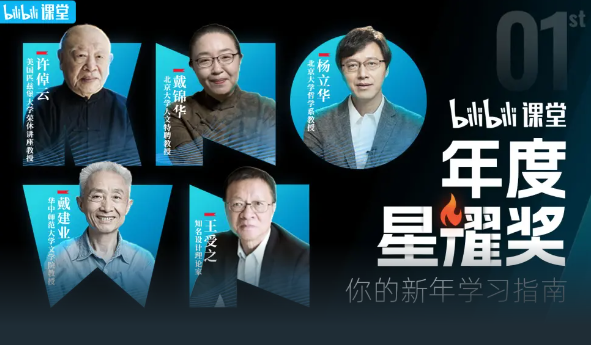 bilibili课堂
许倬云
美国匹兹堡大学荣休讲座教授
戴锦华
北京大学人文特聘教授
杨立华
北京大学哲学系教授
戴建业
华中师范大学文学院教授
王受之
知名设计理论家
01st
bilibili课堂
年度
星耀奖
你的新年学习指南